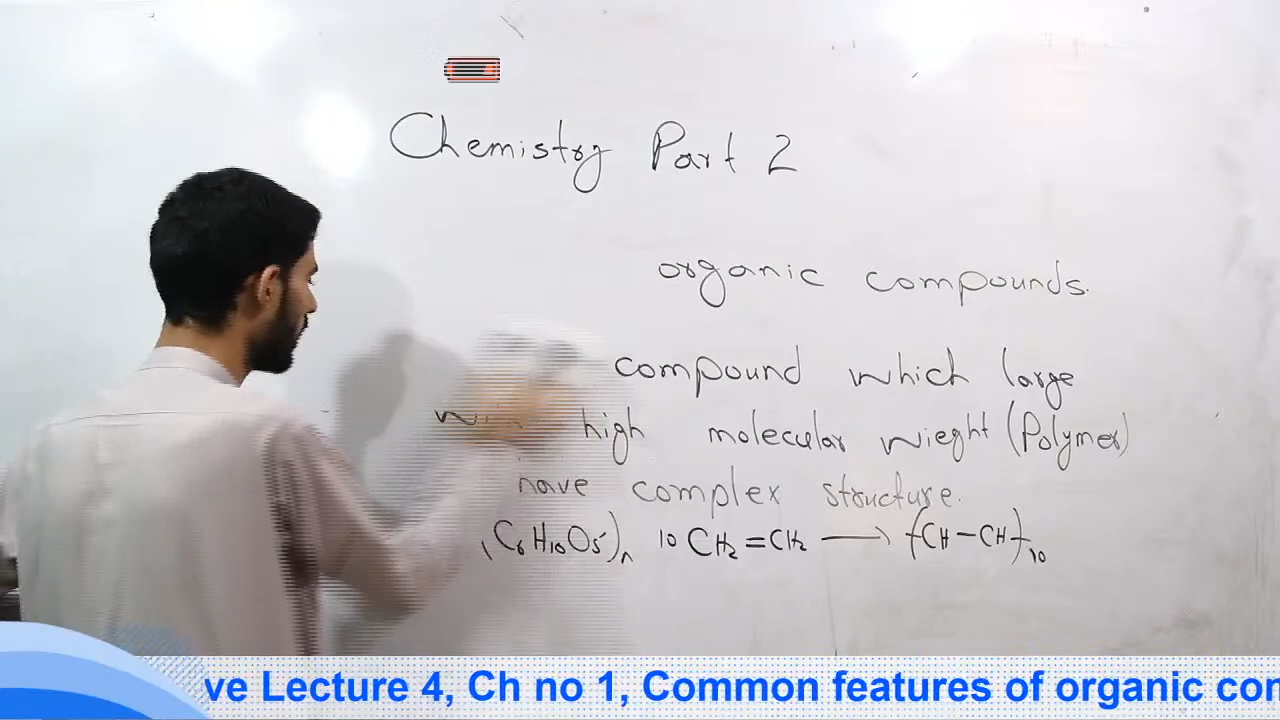 Chemistry Part 2
organic compounds.
compound which large
high molecular wieght (Polymer)
have complex structure.
(C6H10O5)n 10 CH2=CH2 ⟶ (CH-CH)10
ve Lecture 4, Ch no 1, Common features of organic con